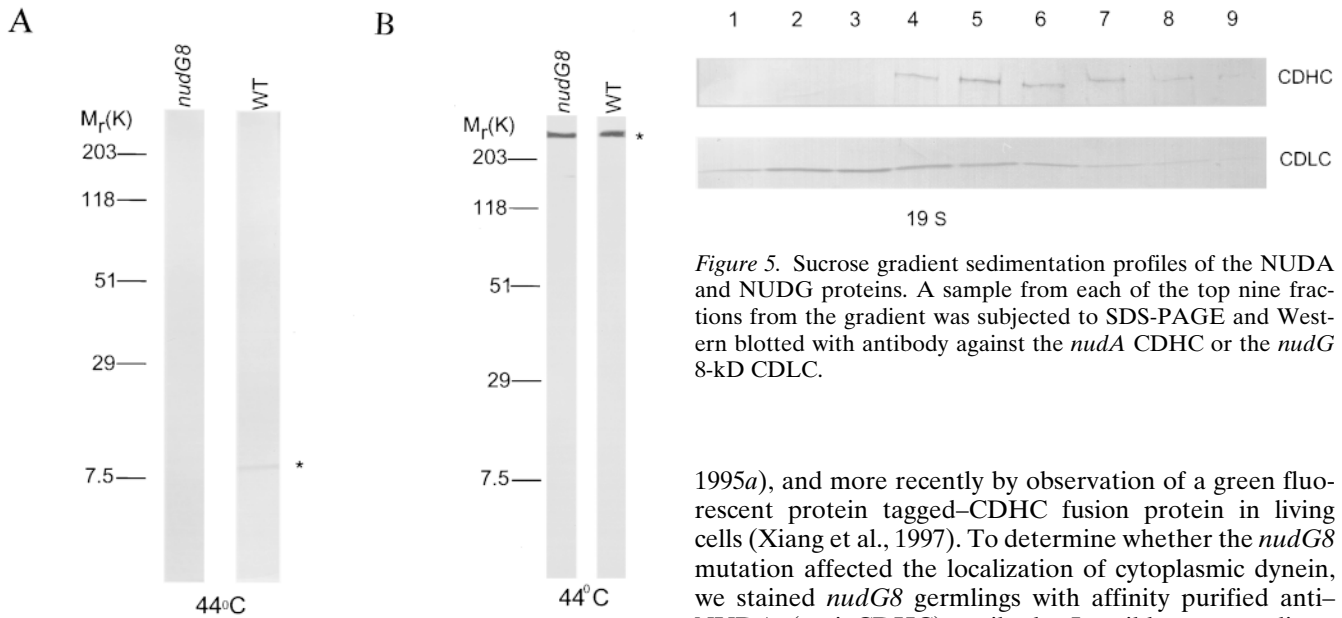 A
nudG8
WT
Mr(K)
203
118
51
29
7.5
*
44°C
B
nudG8
WT
Mr(K)
203
118
51
29
7.5
*
44°C
1 2 3 4 5 6 7 8 9
CDHC
CDLC
19 S
Figure 5. Sucrose gradient sedimentation profiles of the NUDA
and NUDG proteins. A sample from each of the top nine frac-
tions from the gradient was subjected to SDS-PAGE and West-
ern blotted with antibody against the nudA CDHC or the nudG
8-kD CDLC.
1995a), and more recently by observation of a green fluo-
rescent protein tagged–CDHC fusion protein in living
cells (Xiang et al., 1997). To determine whether the nudG8
mutation affected the localization of cytoplasmic dynein,
we stained nudG8 germlings with affinity purified anti–